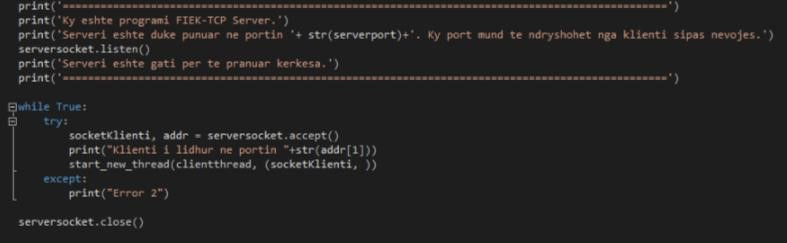 print('==============================================================================================')
print('Ky eshte programi FIEK-TCP Server.')
print('Serveri eshte duke punuar ne portin '+ str(serverport)+'. Ky port mund te ndryshohet nga klienti sipas nevojes.')
serversocket.listen()
print('Serveri eshte gati per te pranuar kerkesa.')
print('==============================================================================================')
while True:
try:
socketKlienti, addr = serversocket.accept()
print("Klienti i lidhur ne portin "+str(addr[1]))
start_new_thread(clientthread, (socketKlienti, ))
except:
print("Error 2")
serversocket.close()